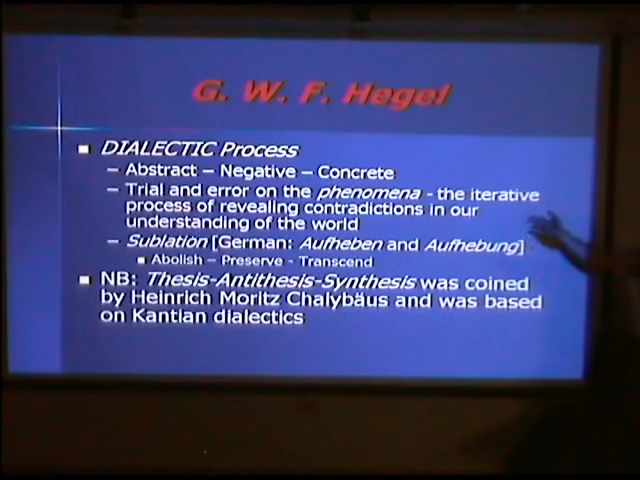 G. W. F. Hegel
DIALECTIC Process
– Abstract – Negative – Concrete
– Trial and error on the phenomena - the iterative
process of revealing contradictions in our
understanding of the world
– Sublation [German: Aufheben and Aufhebung]
Abolish – Preserve - Transcend
NB: Thesis-Antithesis-Synthesis was coined
by Heinrich Moritz Chalybäus and was based
on Kantian dialectics